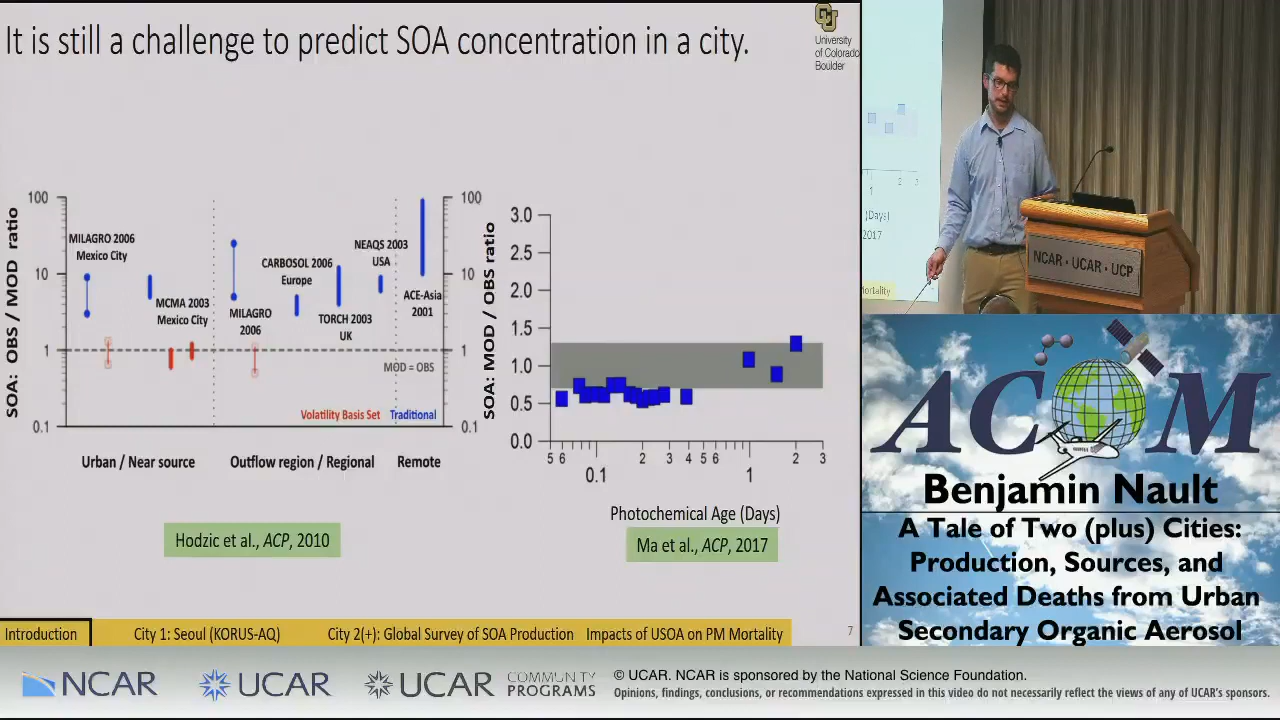 It is still a challenge to predict SOA concentration in a city.
University
of Colorado
Boulder
SOA: OBS / MOD ratio
100
10
1
0.1
MILAGRO 2006
Mexico City
MCMA 2003
Mexico City
MILAGRO
2006
CARBOSOL 2006
Europe
TORCH 2003
UK
NEAQS 2003
USA
ACE-Asia
2001
MOD = OBS
Volatility Basis Set
Traditional
100
10
1
0.1
Urban / Near source
Outflow region / Regional
Remote
Hodzic et al., ACP, 2010
SOA: MOD / OBS ratio
3.0
2.5
2.0
1.5
1.0
0.5
0.0
5 6 2 3 4 5 6 2 3
0.1 1
Photochemical Age (Days)
Ma et al., ACP, 2017
Introduction
City 1: Seoul (KORUS-AQ)
City 2(+): Global Survey of SOA Production
Impacts of USOA on PM Mortality
7
1 2 3
(Days)
2017
Mortality
NCAR · UCAR · UCP
ACOM
Benjamin Nault
A Tale of Two (plus) Cities:
Production, Sources, and
Associated Deaths from Urban
Secondary Organic Aerosol
NCAR
UCAR
UCAR
COMMUNITY
PROGRAMS
© UCAR. NCAR is sponsored by the National Science Foundation.
Opinions, findings, conclusions, or recommendations expressed in this video do not necessarily reflect the views of any of UCAR's sponsors.